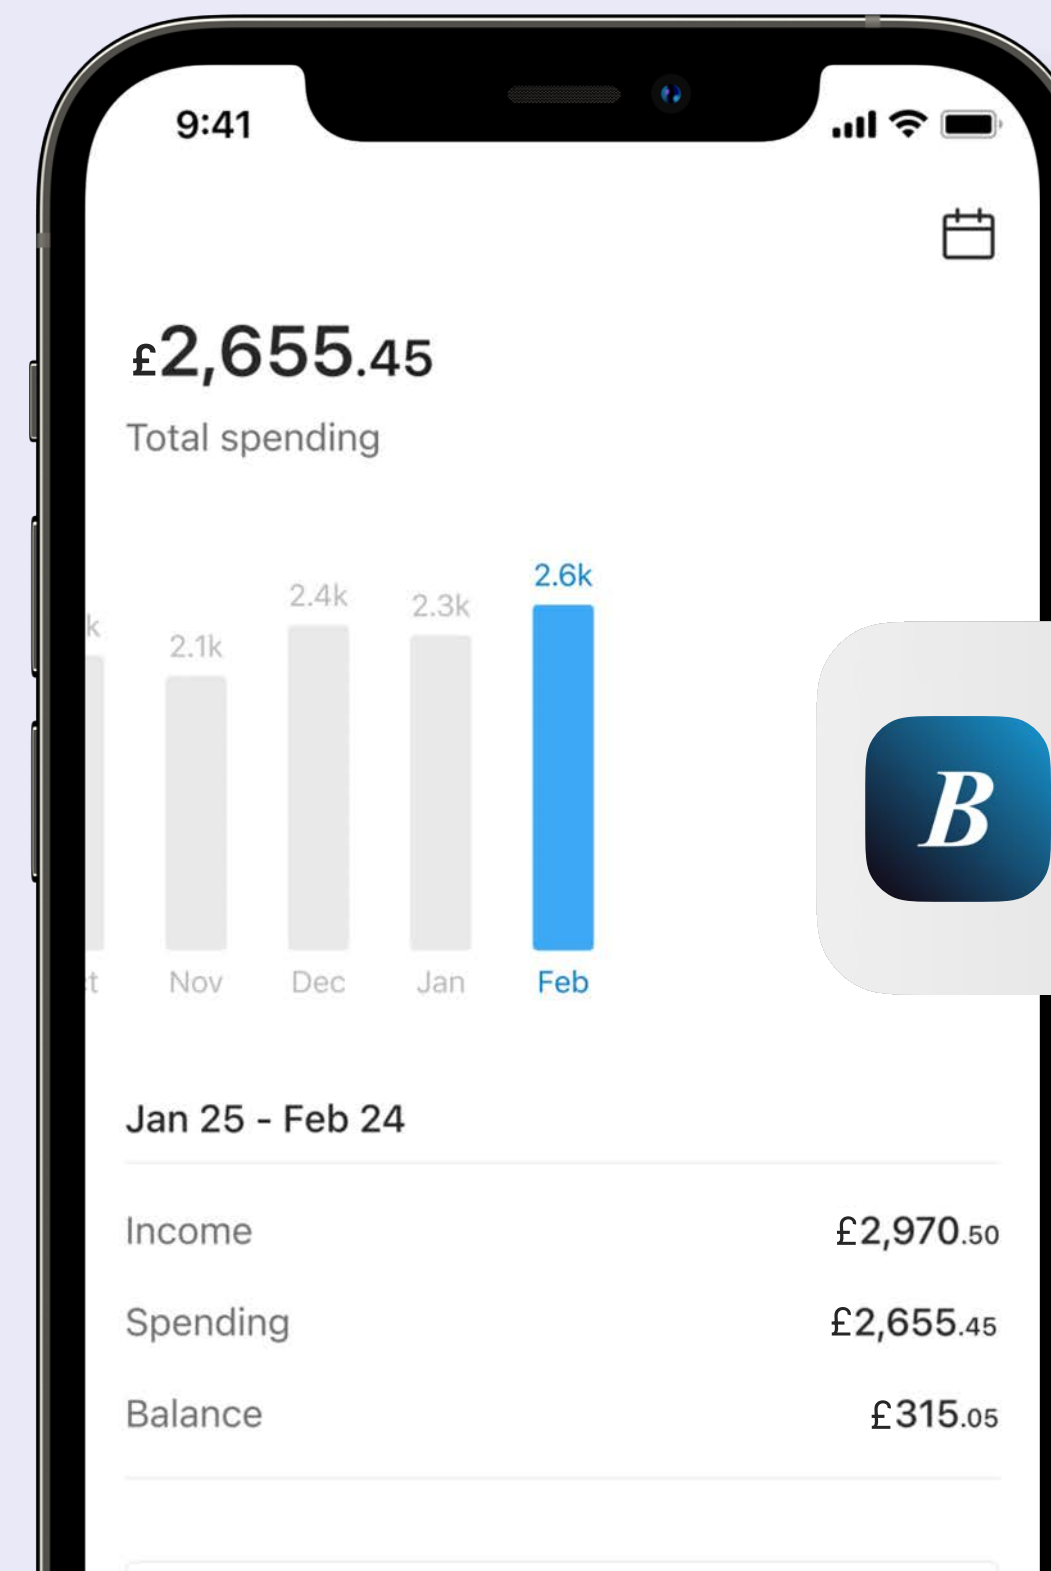 9:41
£2,655.45
Total spending
k 2.1k 2.4k 2.3k 2.6k
t Nov Dec Jan Feb
B
Jan 25 - Feb 24
Income £2,970.50
Spending £2,655.45
Balance £315.05